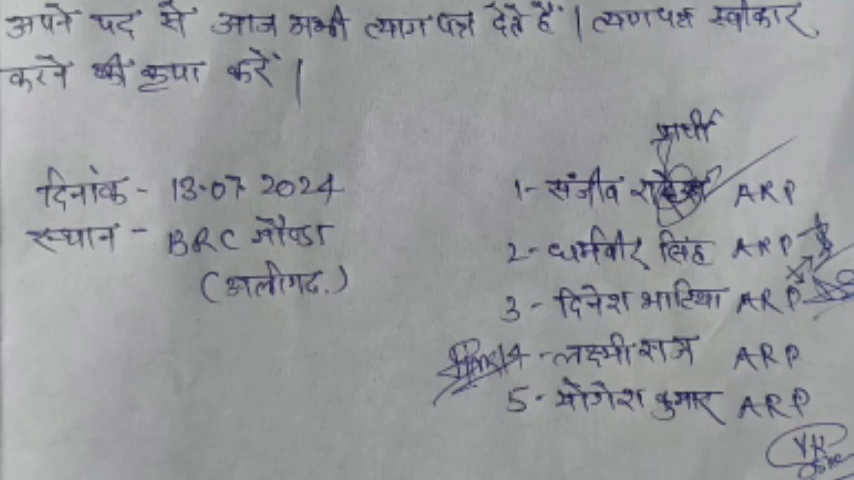 अपने पद से आज सभी त्याग पत्र देते हैं । त्यागपत्र स्वीकार
करने की कृपा करें ।
प्रार्थी
दिनांक - 13-07 2024
स्थान - BRC
(अलीगढ़.)
1- संजीव ARP
2- धर्मवीर सिंह ARP
3- दिनेश भाटिया ARP
4 - लक्ष्मी राज ARP
5- योगेश कुमार ARP